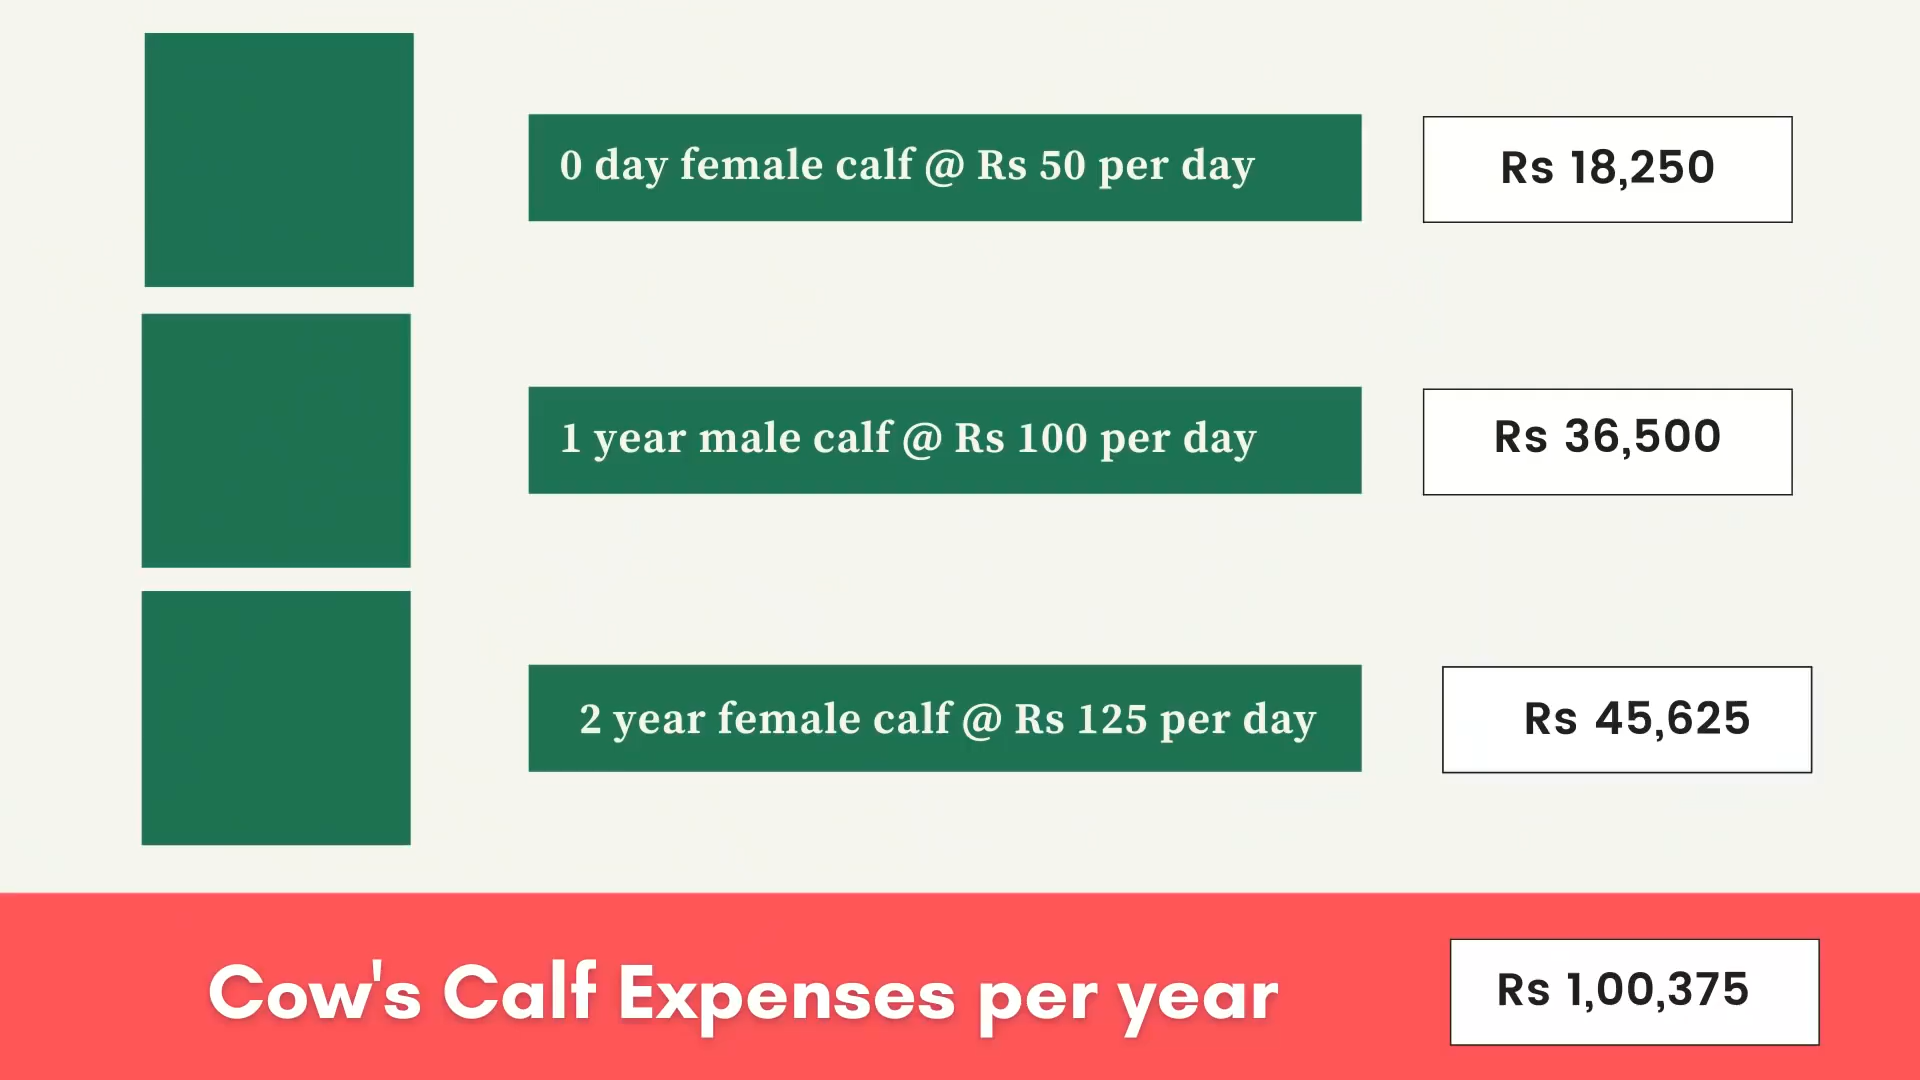 0 day female calf @ Rs 50 per day
Rs 18,250
1 year male calf @ Rs 100 per day
Rs 36,500
2 year female calf @ Rs 125 per day
Rs 45,625
Cow's Calf Expenses per year
Rs 1,00,375